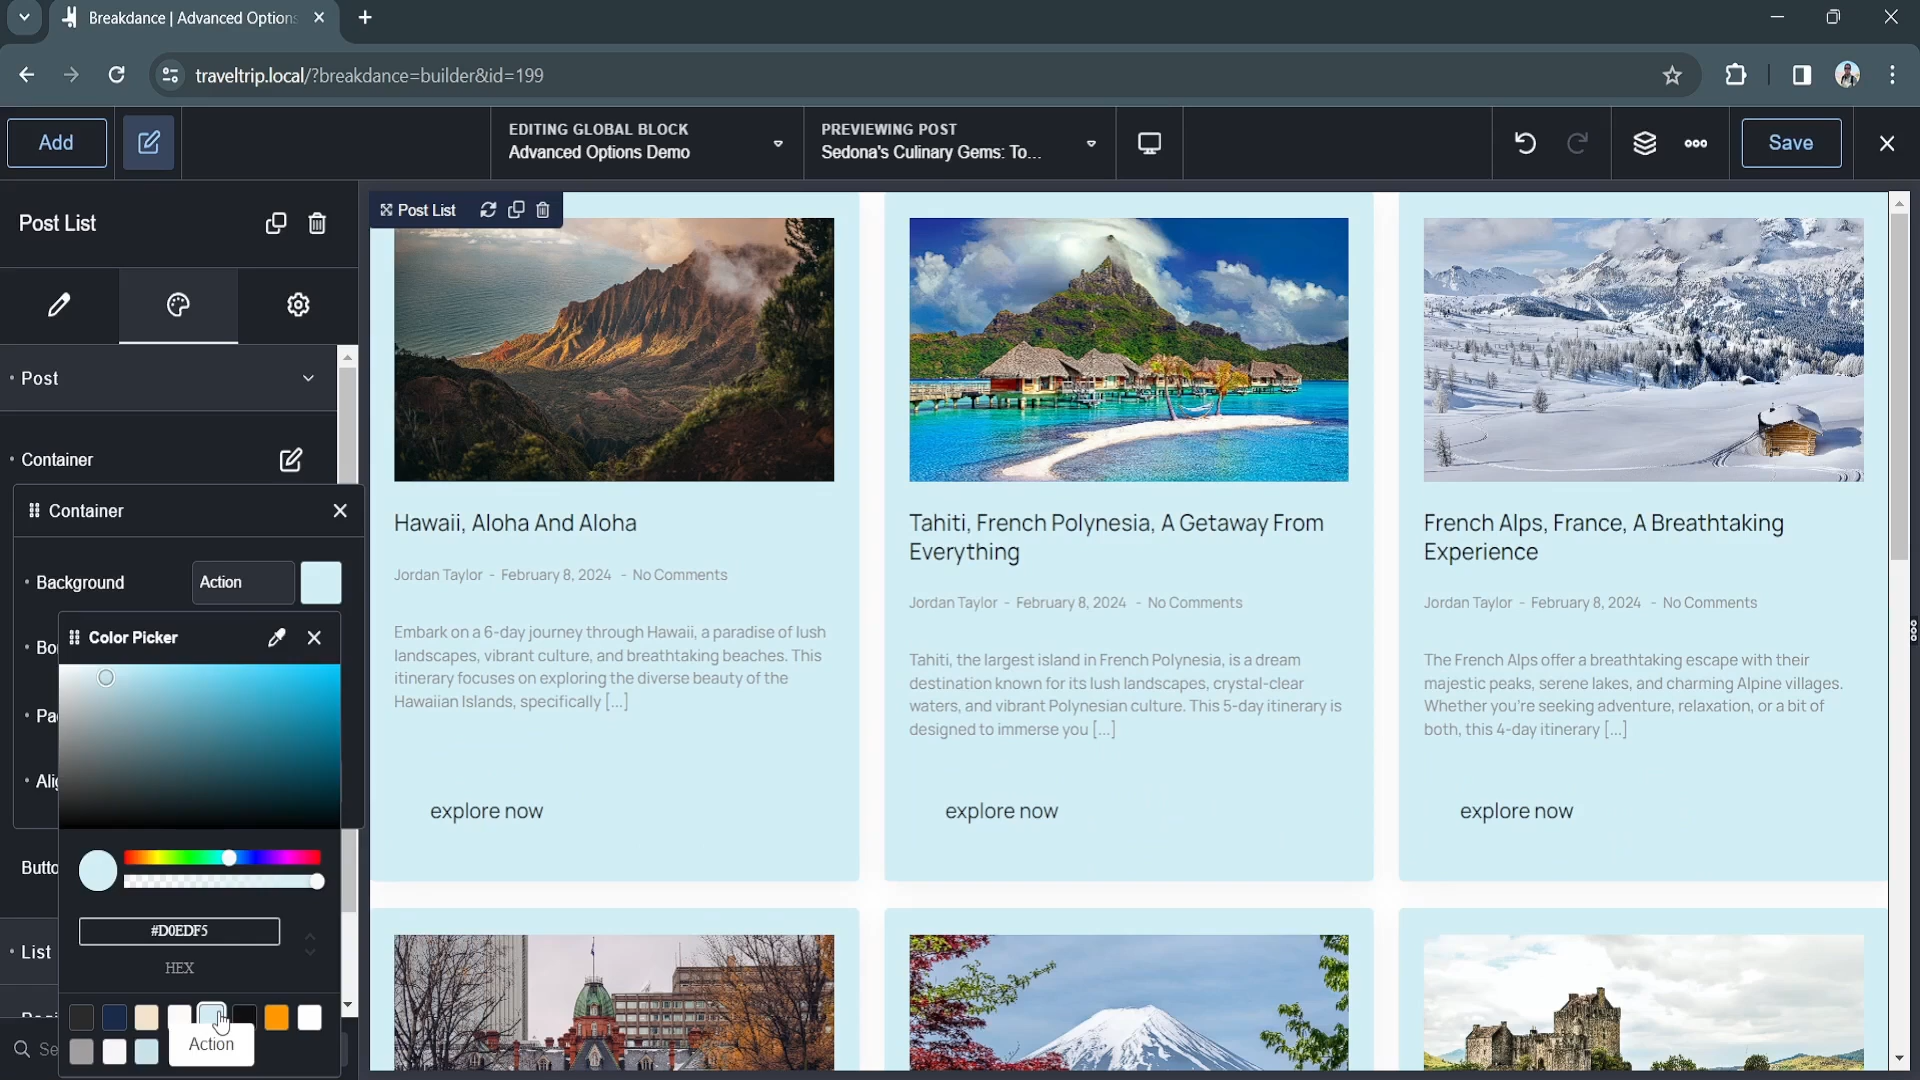 Breakdance | Advanced Options
traveltrip.local/?breakdance=builder&id=199
Add
EDITING GLOBAL BLOCK
Advanced Options Demo
PREVIEWING POST
Sedona's Culinary Gems: To...
Save
Post List
Post
Container
Container
Background
Action
Color Picker
Bo
Pa
Ali
Butto
#D0EDF5
HEX
List
Se
Action
Post List
Hawaii, Aloha And Aloha
Jordan Taylor - February 8, 2024 - No Comments
Embark on a 6-day journey through Hawaii, a paradise of lush
landscapes, vibrant culture, and breathtaking beaches. This
itinerary focuses on exploring the diverse beauty of the
Hawaiian Islands, specifically [...]
explore now
Tahiti, French Polynesia, A Getaway From
Everything
Jordan Taylor - February 8, 2024 - No Comments
Tahiti, the largest island in French Polynesia, is a dream
destination known for its lush landscapes, crystal-clear
waters, and vibrant Polynesian culture. This 5-day itinerary is
designed to immerse you [...]
explore now
French Alps, France, A Breathtaking
Experience
Jordan Taylor - February 8, 2024 - No Comments
The French Alps offer a breathtaking escape with their
majestic peaks, serene lakes, and charming Alpine villages.
Whether you're seeking adventure, relaxation, or a bit of
both, this 4-day itinerary [...]
explore now